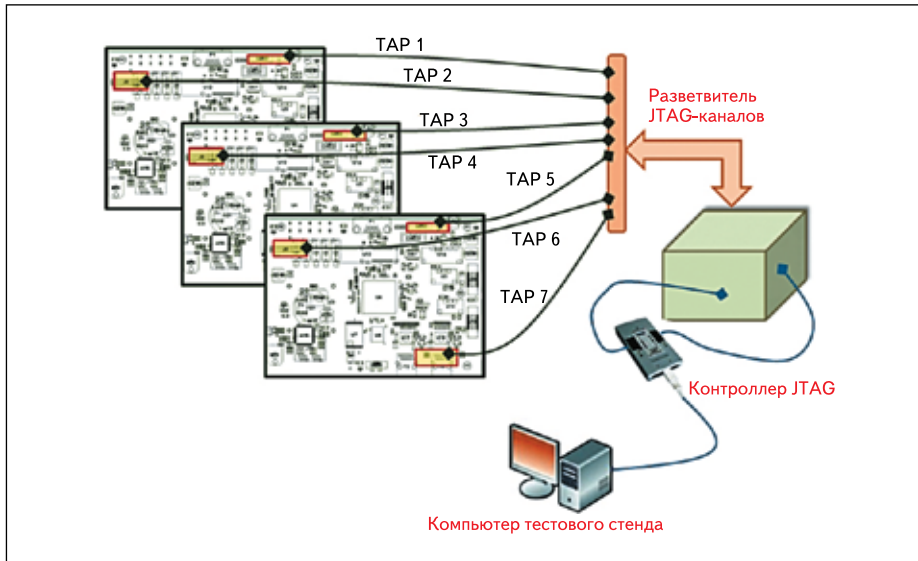 TAP 1
TAP 2
TAP 3
TAP 4
TAP 5
TAP 6
TAP 7
Разветвитель
JTAG-каналов
Контроллер JTAG
Компьютер тестового стенда